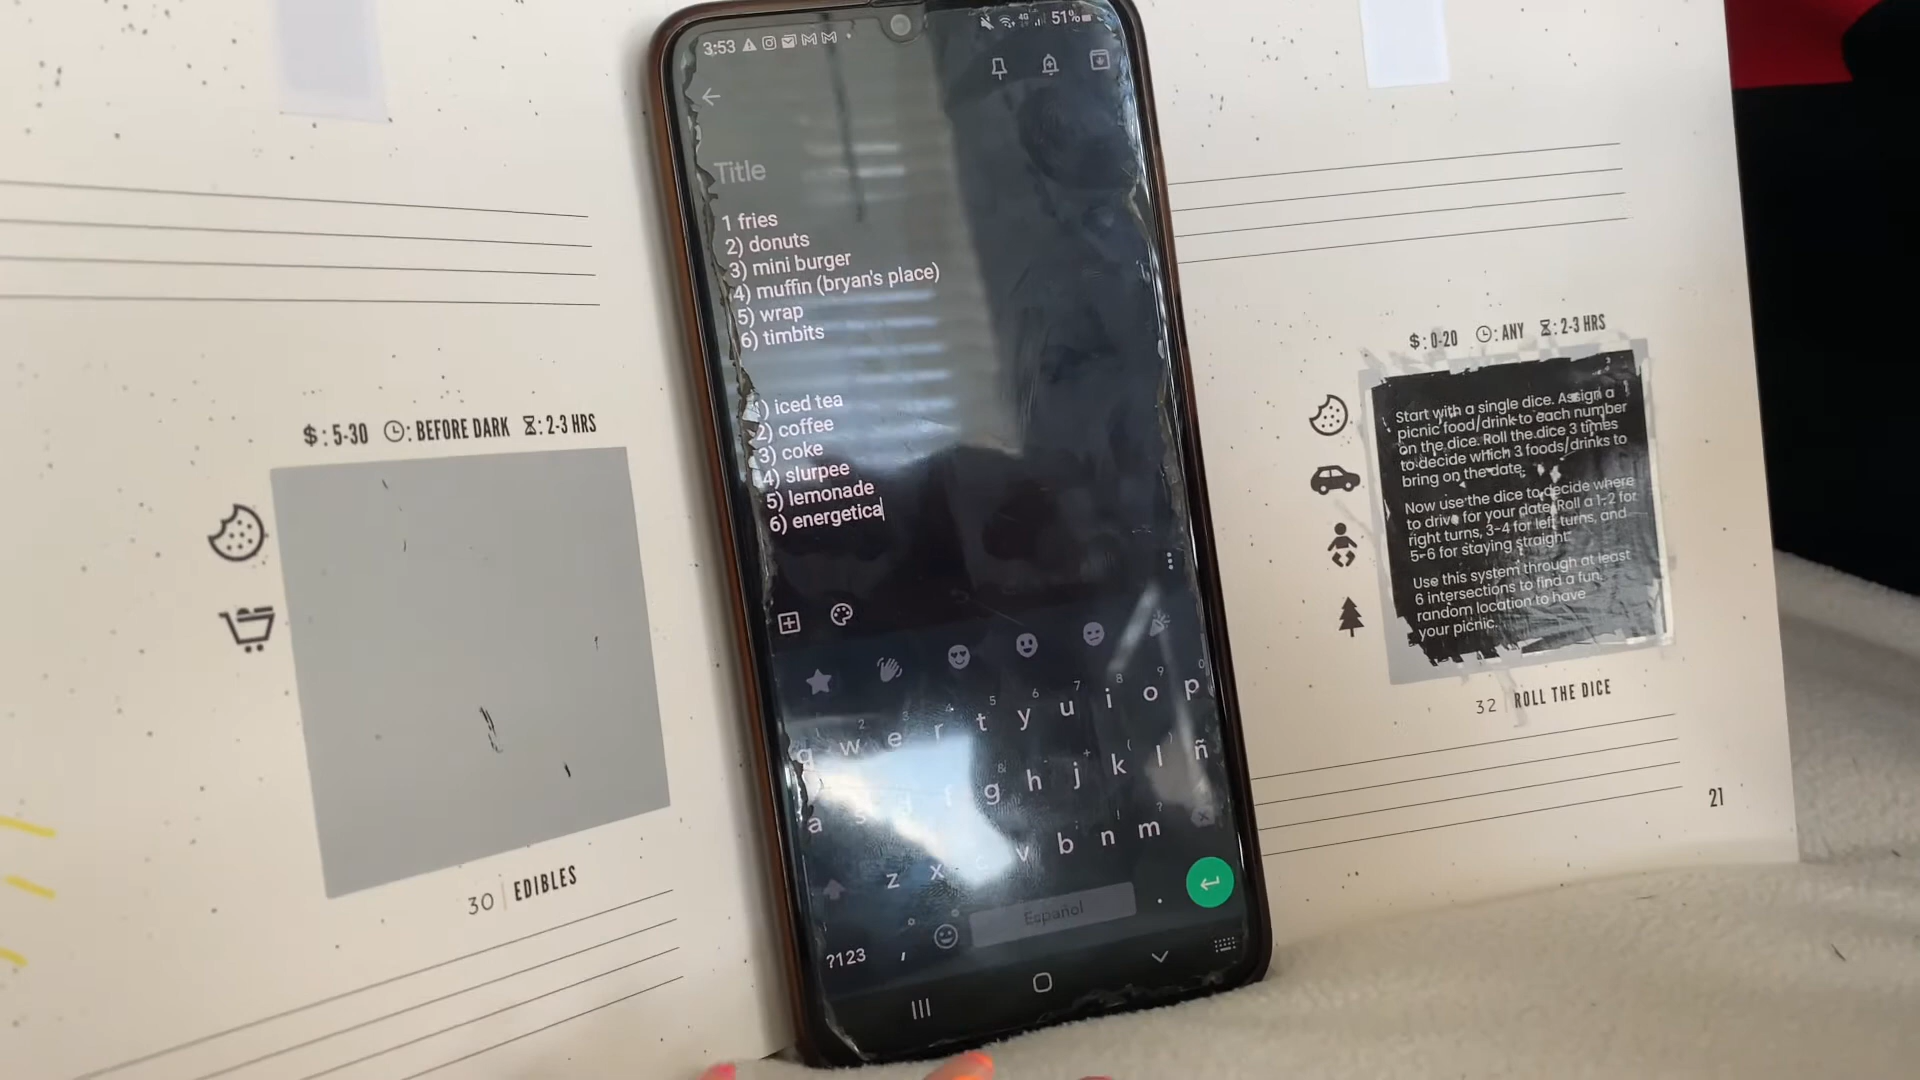 $: 5-30 : BEFORE DARK : 2-3 HRS
30 | EDIBLES
3:53
51%
Title
1 fries
2) donuts
3) mini burger
4) muffin (bryan's place)
5) wrap
6) timbits
1) iced tea
2) coffee
3) coke
4) slurpee
5) lemonade
6) energetica
q w e r t y u i o p
a s d f g h j k l ñ
z x c v b n m
?123 , Español .
$: 0-20 : ANY : 2-3 HRS
Start with a single dice. Assign a
picnic food/drink to each number
on the dice. Roll the dice 3 times
to decide which 3 foods/drinks to
bring on the date.
Now use the dice to decide where
to drive for your date. Roll a 1-2 for
right turns, 3-4 for left turns, and
5-6 for staying straight.
Use this system through at least
6 intersections to find a fun,
random location to have
your picnic.
32 | ROLL THE DICE
21